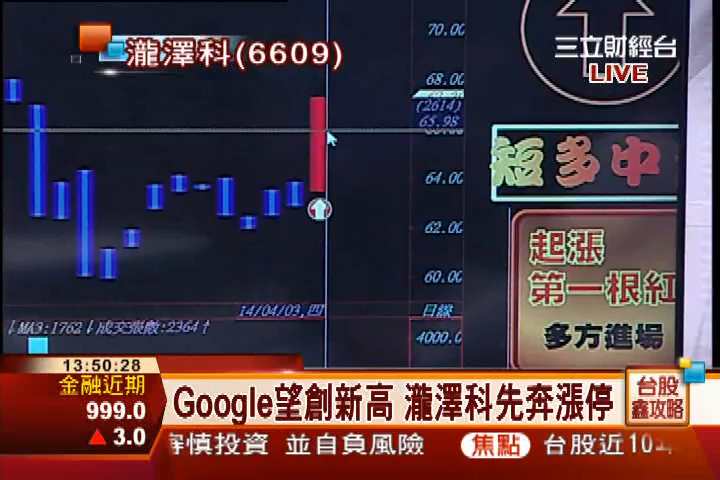 瀧澤科(6609)
三立財經台
LIVE
70.00
68.00
(2614)
65.98
64.00
62.00
60.00
14/04/03,四
日線
↓MA3:1762↓成交張數:2364↑
4000.0
短多中
起漲
第一根紅
多方進場
13:50:28
金融近期
999.0
▲3.0
Google望創新高 瀧澤科先奔漲停
台股
鑫攻略
審慎投資 並自負風險 焦點 台股近10年